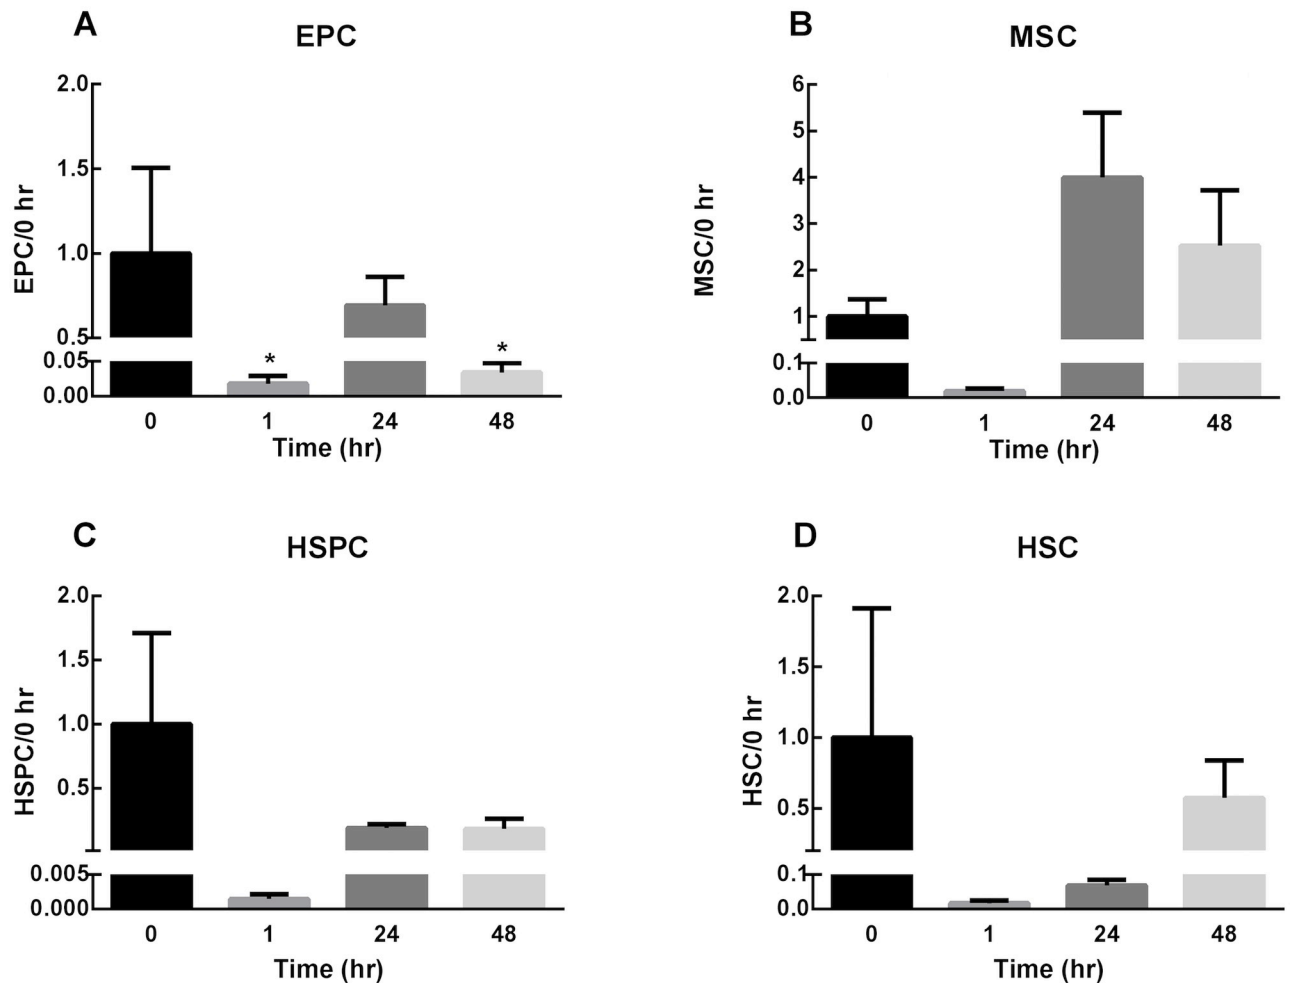 A
EPC
EPC/0 hr
2.0
1.5
1.0
0.5
0.05
0.00
*
*
0 1 24 48
Time (hr)
B
MSC
MSC/0 hr
6
5
4
3
2
1
0.1
0.0
0 1 24 48
Time (hr)
C
HSPC
HSPC/0 hr
2.0
1.5
1.0
0.5
0.005
0.000
0 1 24 48
Time (hr)
D
HSC
HSC/0 hr
2.0
1.5
1.0
0.5
0.1
0.0
0 1 24 48
Time (hr)